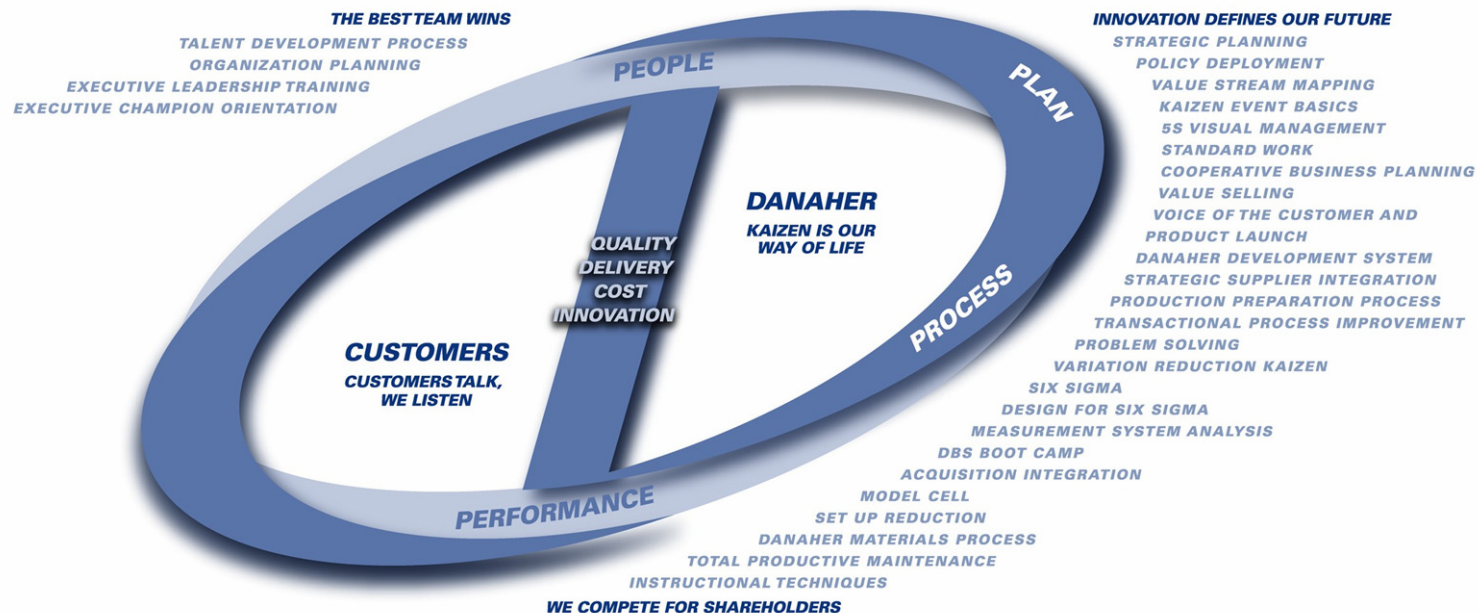 THE BEST TEAM WINS
TALENT DEVELOPMENT PROCESS
ORGANIZATION PLANNING
EXECUTIVE LEADERSHIP TRAINING
EXECUTIVE CHAMPION ORIENTATION
PEOPLE
PLAN
PROCESS
PERFORMANCE
QUALITY
DELIVERY
COST
INNOVATION
DANAHER
KAIZEN IS OUR
WAY OF LIFE
CUSTOMERS
CUSTOMERS TALK,
WE LISTEN
INNOVATION DEFINES OUR FUTURE
STRATEGIC PLANNING
POLICY DEPLOYMENT
VALUE STREAM MAPPING
KAIZEN EVENT BASICS
5S VISUAL MANAGEMENT
STANDARD WORK
COOPERATIVE BUSINESS PLANNING
VALUE SELLING
VOICE OF THE CUSTOMER AND
PRODUCT LAUNCH
DANAHER DEVELOPMENT SYSTEM
STRATEGIC SUPPLIER INTEGRATION
PRODUCTION PREPARATION PROCESS
TRANSACTIONAL PROCESS IMPROVEMENT
PROBLEM SOLVING
VARIATION REDUCTION KAIZEN
SIX SIGMA
DESIGN FOR SIX SIGMA
MEASUREMENT SYSTEM ANALYSIS
DBS BOOT CAMP
ACQUISITION INTEGRATION
MODEL CELL
SET UP REDUCTION
DANAHER MATERIALS PROCESS
TOTAL PRODUCTIVE MAINTENANCE
INSTRUCTIONAL TECHNIQUES
WE COMPETE FOR SHAREHOLDERS